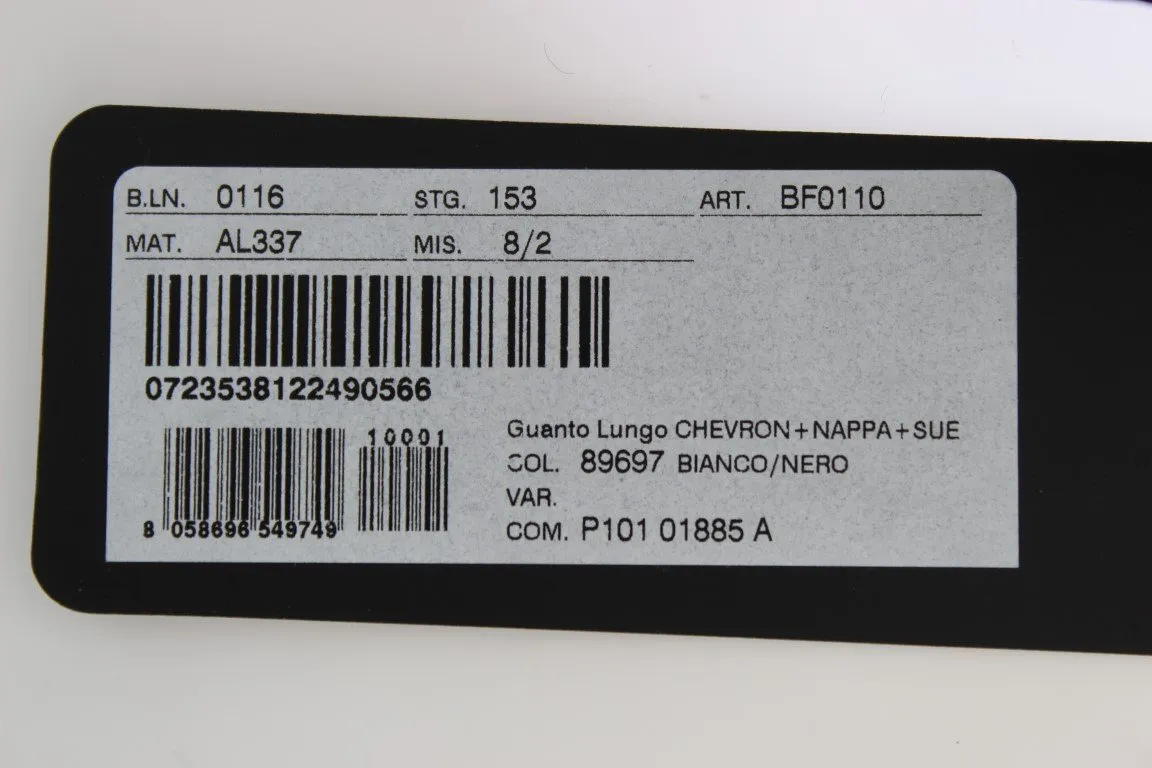 B.LN. 0116 STG. 153 ART. BF0110
MAT. AL337 MIS. 8/2
0723538122490566
10001
8 058696 549749
Guanto Lungo CHEVRON+NAPPA+SUE
COL. 89697 BIANCO/NERO
VAR.
COM. P101 01885 A